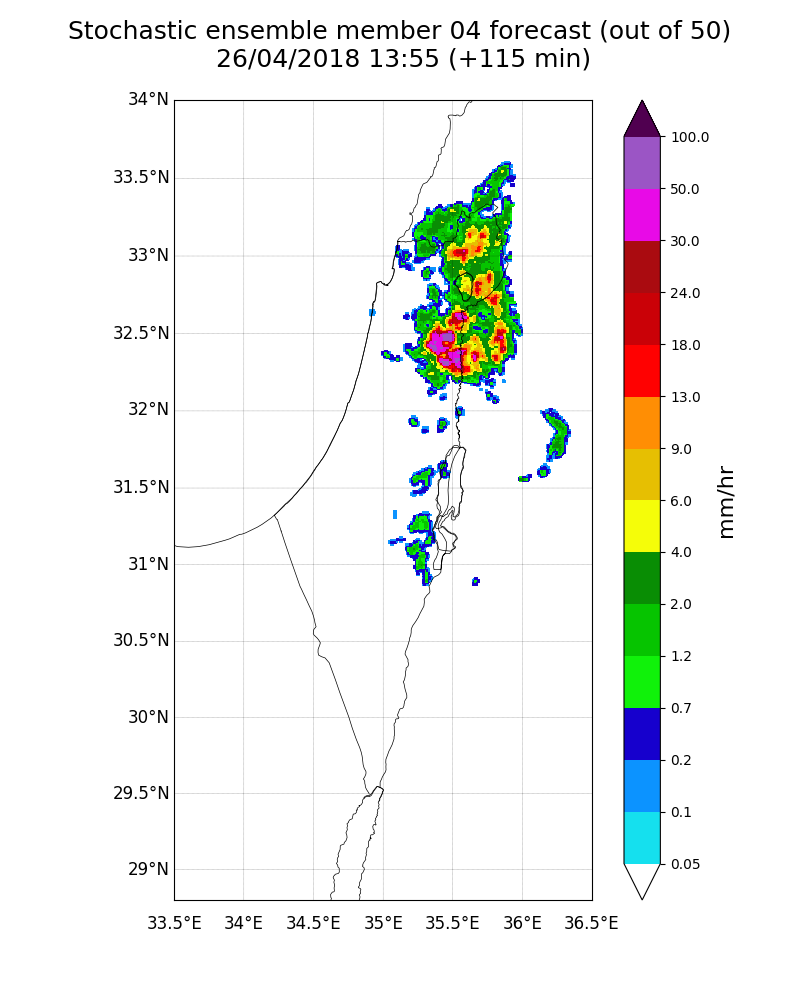 Stochastic ensemble member 04 forecast (out of 50)
26/04/2018 13:55 (+115 min)
34°N
33.5°N
33°N
32.5°N
32°N
31.5°N
31°N
30.5°N
30°N
29.5°N
29°N
33.5°E
34°E
34.5°E
35°E
35.5°E
36°E
36.5°E
100.0
50.0
30.0
24.0
18.0
13.0
9.0
6.0
4.0
2.0
1.2
0.7
0.2
0.1
0.05
mm/hr